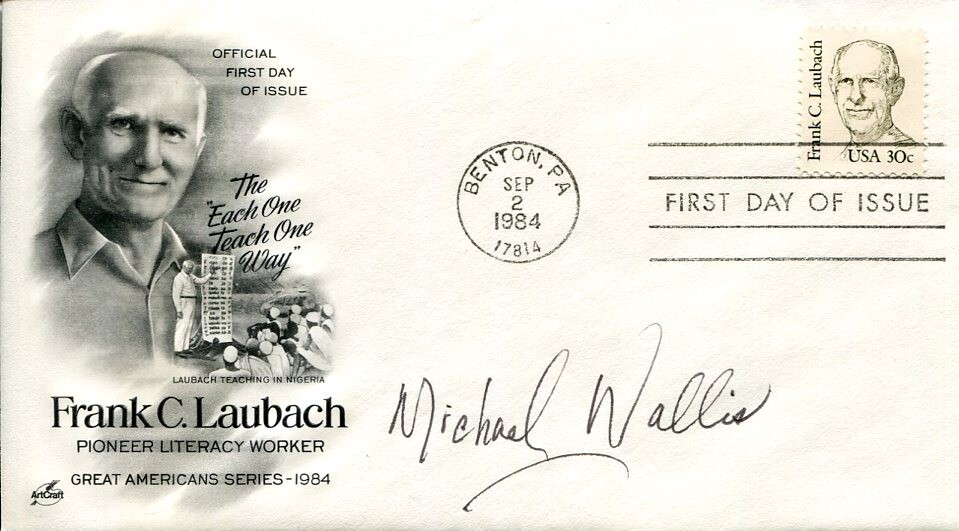 OFFICIAL
FIRST DAY
OF ISSUE
The
"Each One
Teach One
Way"
LAUBACH TEACHING IN NIGERIA
Frank C. Laubach
PIONEER LITERACY WORKER
GREAT AMERICANS SERIES-1984
ArtCraft
BENTON, PA
SEP
2
1984
17814
Frank C. Laubach
USA 30c
FIRST DAY OF ISSUE
Michael Wallis